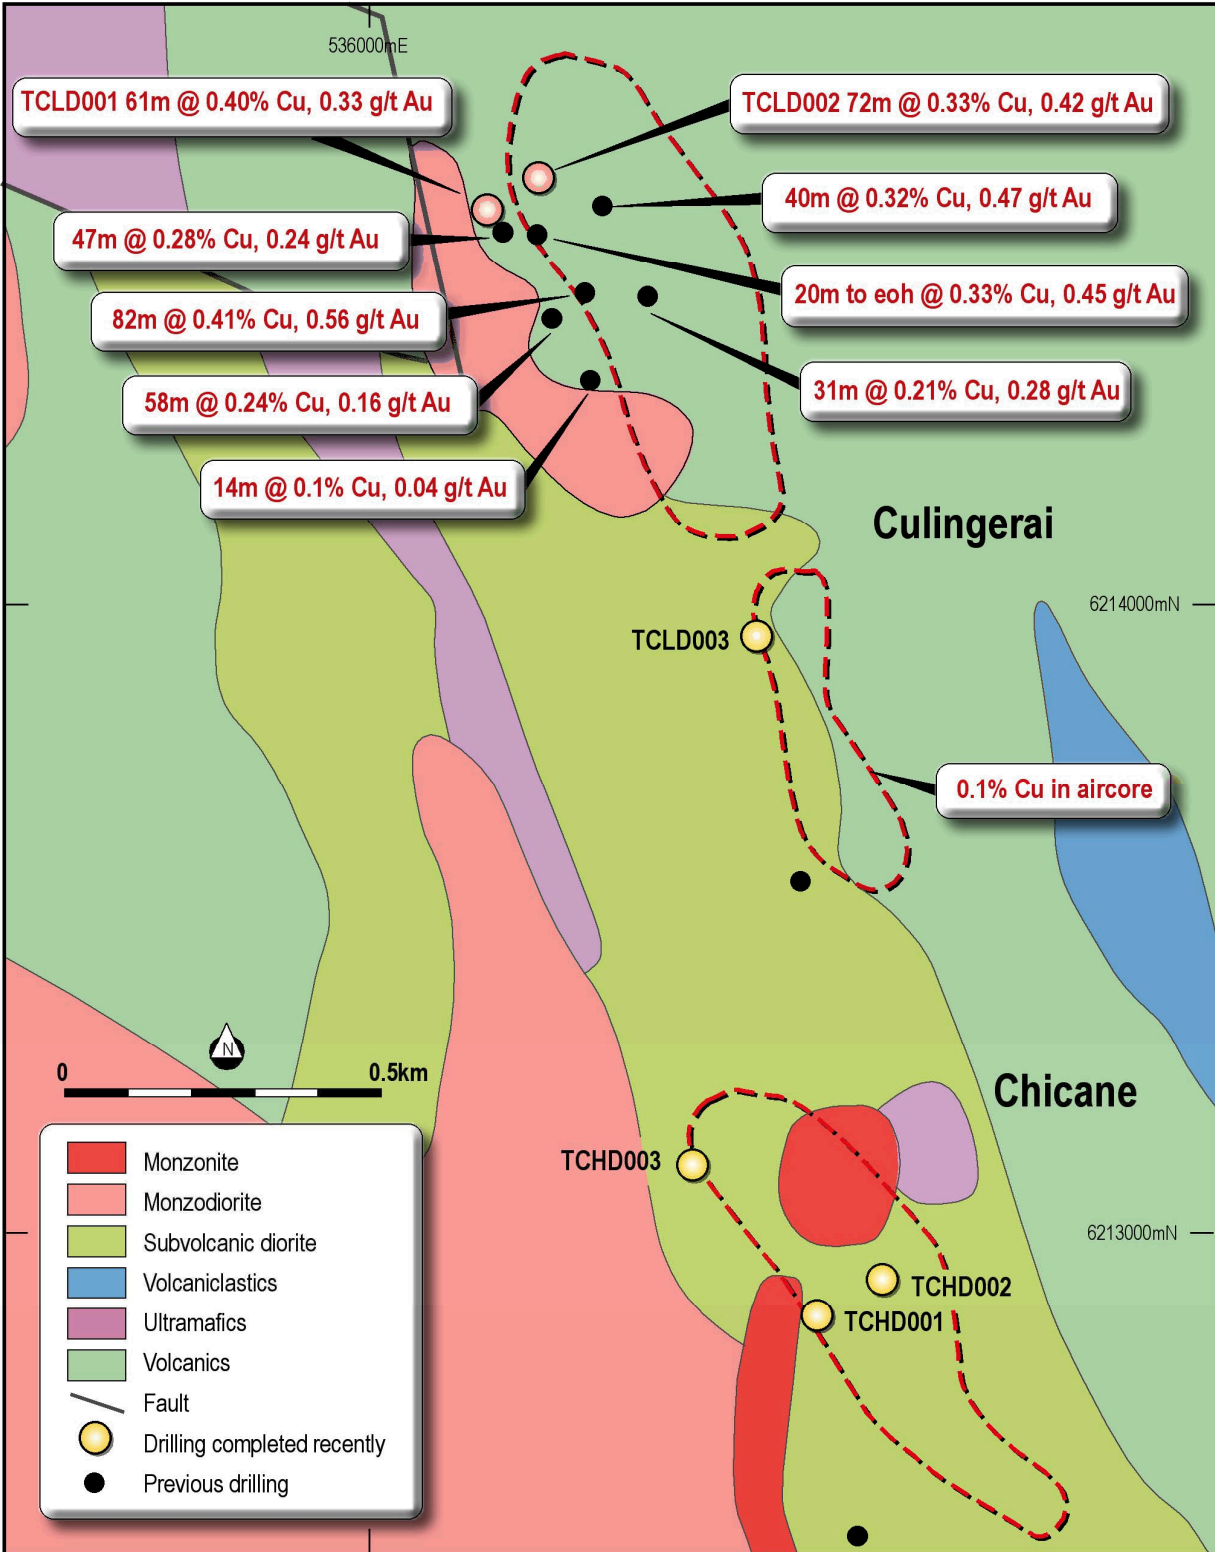 536000mE
TCLD001 61m @ 0.40% Cu, 0.33 g/t Au
TCLD002 72m @ 0.33% Cu, 0.42 g/t Au
40m @ 0.32% Cu, 0.47 g/t Au
47m @ 0.28% Cu, 0.24 g/t Au
20m to eoh @ 0.33% Cu, 0.45 g/t Au
82m @ 0.41% Cu, 0.56 g/t Au
31m @ 0.21% Cu, 0.28 g/t Au
58m @ 0.24% Cu, 0.16 g/t Au
14m @ 0.1% Cu, 0.04 g/t Au
Culingerai
6214000mN
TCLD003
0.1% Cu in aircore
N
0 0.5km
Chicane
TCHD003
6213000mN
TCHD002
TCHD001
Monzonite
Monzodiorite
Subvolcanic diorite
Volcaniclastics
Ultramafics
Volcanics
Fault
Drilling completed recently
Previous drilling